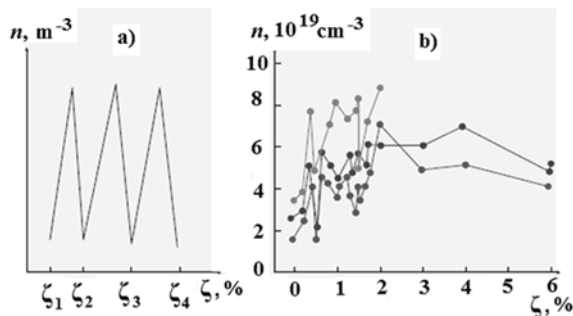 n, m⁻³
a)
ζ₁ ζ₂ ζ₃ ζ₄ ζ, %
n, 10¹⁹cm⁻³
b)
10
8
6
4
2
0
0 1 2 3 4 5 6
ζ, %